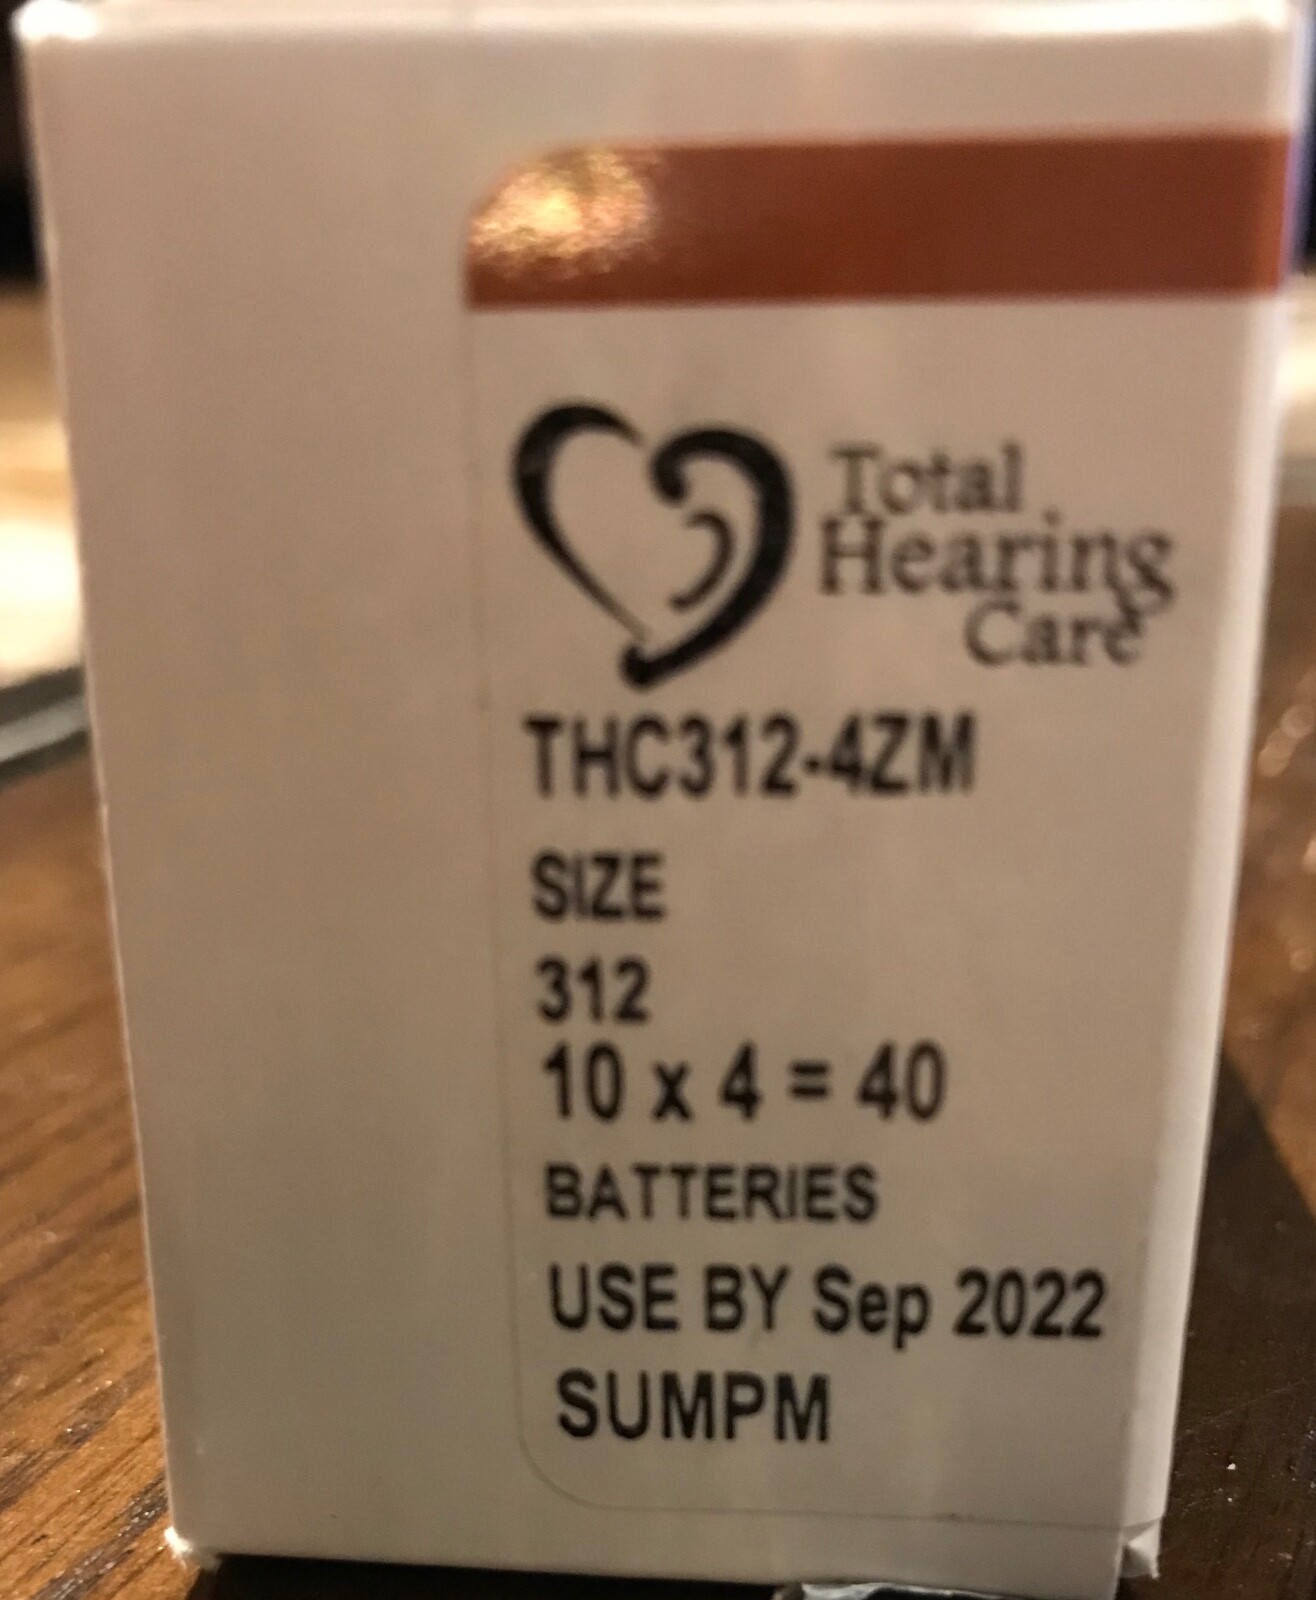 Total
Hearing
Care
THC312-4ZM
SIZE
312
10 x 4 = 40
BATTERIES
USE BY Sep 2022
SUMPM